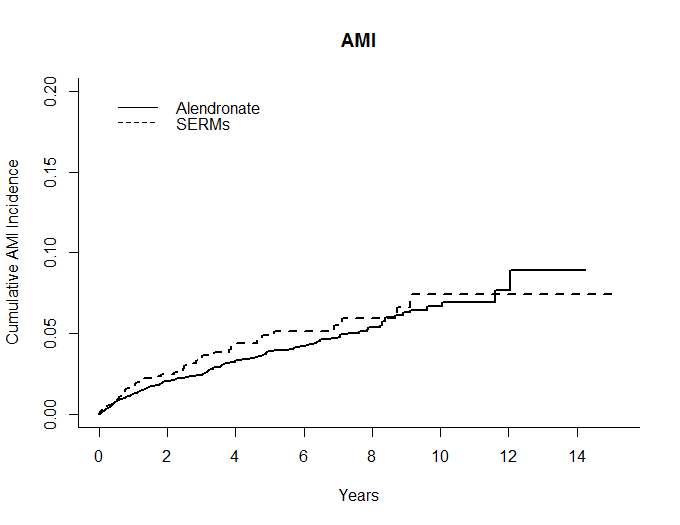 AMI
Alendronate
SERMs
Cumulative AMI Incidence
0.20
0.15
0.10
0.05
0.00
0 2 4 6 8 10 12 14
Years